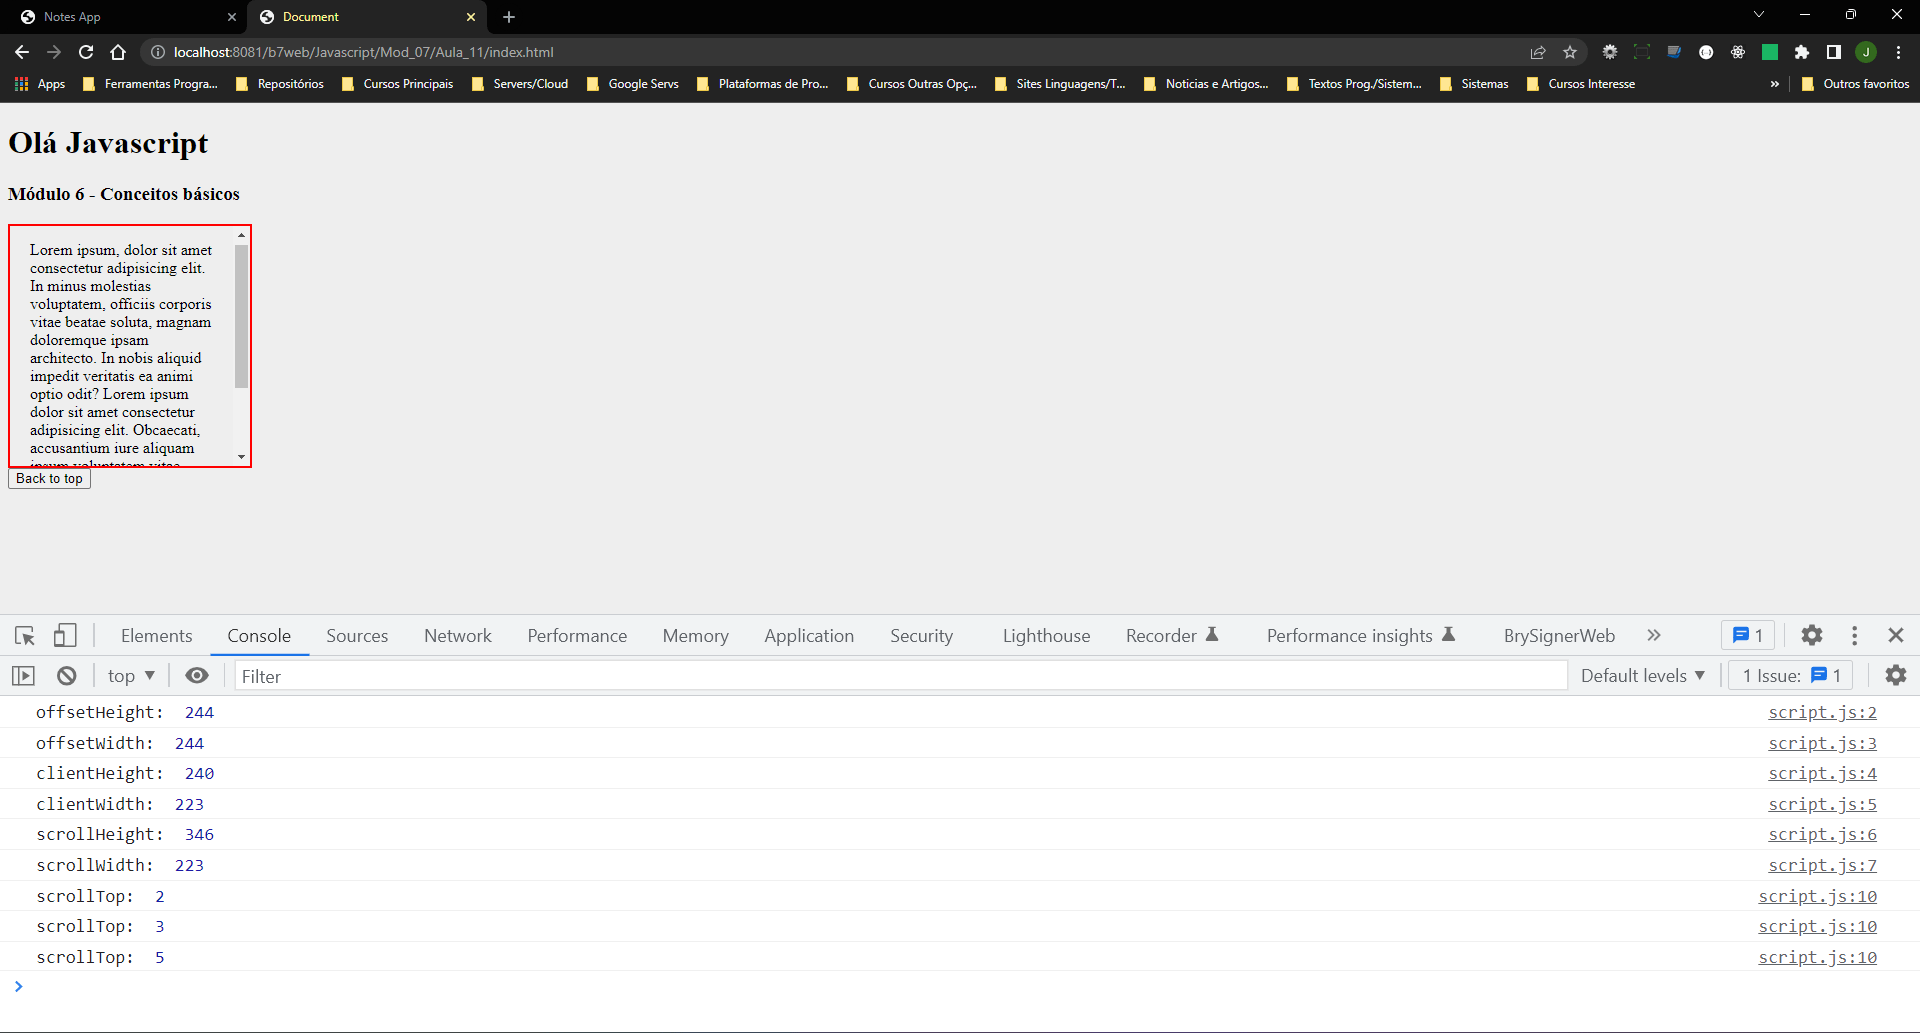 Notes App
Document
localhost:8081/b7web/Javascript/Mod_07/Aula_11/index.html
J
Apps
Ferramentas Progra...
Repositórios
Cursos Principais
Servers/Cloud
Google Servs
Plataformas de Pro...
Cursos Outras Opç...
Sites Linguagens/T...
Noticias e Artigos...
Textos Prog./Sistem...
Sistemas
Cursos Interesse
»
Outros favoritos
Olá Javascript
Módulo 6 - Conceitos básicos
Lorem ipsum, dolor sit amet
consectetur adipisicing elit.
In minus molestias
voluptatem, officiis corporis
vitae beatae soluta, magnam
doloremque ipsam
architecto. In nobis aliquid
impedit veritatis ea animi
optio odit? Lorem ipsum
dolor sit amet consectetur
adipisicing elit. Obcaecati,
accusantium iure aliquam
ipsum voluptatem vitae
Back to top
Elements
Console
Sources
Network
Performance
Memory
Application
Security
Lighthouse
Recorder
Performance insights
BrySignerWeb
»
1
top
Filter
Default levels
1 Issue: 1
offsetHeight: 244 script.js:2
offsetWidth: 244 script.js:3
clientHeight: 240 script.js:4
clientWidth: 223 script.js:5
scrollHeight: 346 script.js:6
scrollWidth: 223 script.js:7
scrollTop: 2 script.js:10
scrollTop: 3 script.js:10
scrollTop: 5 script.js:10